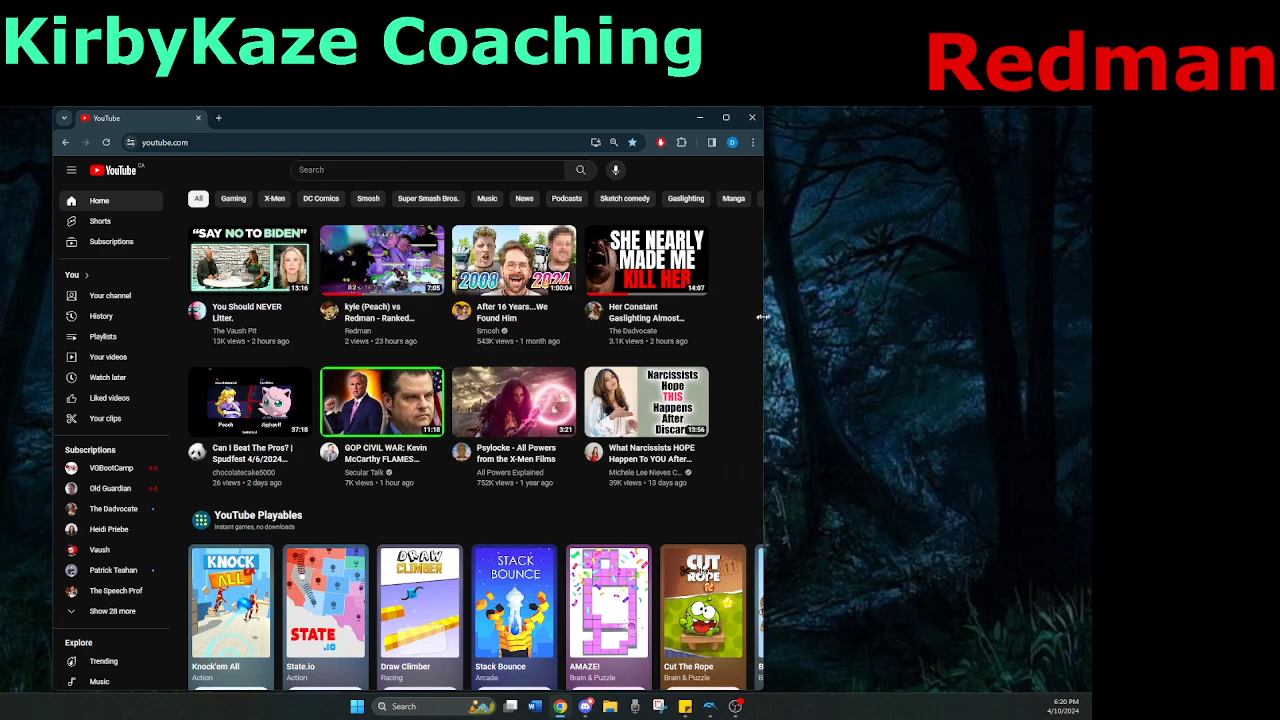 KirbyKaze Coaching
Redman
YouTube
youtube.com
YouTube CA
Search
All
Gaming
X-Men
DC Comics
Smosh
Super Smash Bros.
Music
News
Podcasts
Sketch comedy
Gaslighting
Manga
Home
Shorts
Subscriptions
You
Your channel
History
Playlists
Your videos
Watch later
Liked videos
Your clips
Subscriptions
VGBootCamp
Old Guardian
The Dadvocate
Heidi Priebe
Vaush
Patrick Teahan
The Speech Prof
Show 28 more
Explore
Trending
Music
"SAY NO TO BIDEN"
13:16
You Should NEVER
Litter.
The Vaush Pit
13K views • 2 hours ago
7:05
kyle (Peach) vs
Redman - Ranked...
Redman
2 views • 23 hours ago
2008
2024
1:00:04
After 16 Years...We
Found Him
Smosh
543K views • 1 month ago
SHE NEARLY
MADE ME
KILL HER
14:07
Her Constant
Gaslighting Almost...
The Dadvocate
3.1K views • 2 hours ago
Peach
37:18
Can I Beat The Pros? |
Spudfest 4/6/2024...
chocolatecake5000
26 views • 2 days ago
11:18
GOP CIVIL WAR: Kevin
McCarthy FLAMES...
Secular Talk
7K views • 1 hour ago
3:21
Psylocke - All Powers
from the X-Men Films
All Powers Explained
752K views • 1 year ago
Narcissists
Hope
THIS
Happens
After
Discard
13:56
What Narcissists HOPE
Happen To YOU After...
Michele Lee Nieves C...
39K views • 13 days ago
YouTube Playables
Instant games, no downloads
KNOCK
ALL
Knock'em All
Action
STATE
.IO
State.io
Action
DRAW
CLIMBER
Draw Climber
Racing
STACK
BOUNCE
Stack Bounce
Arcade
AMAZE!
Brain & Puzzle
CUT
ROPE
Cut The Rope
Brain & Puzzle
Search
6:20 PM
4/10/2024